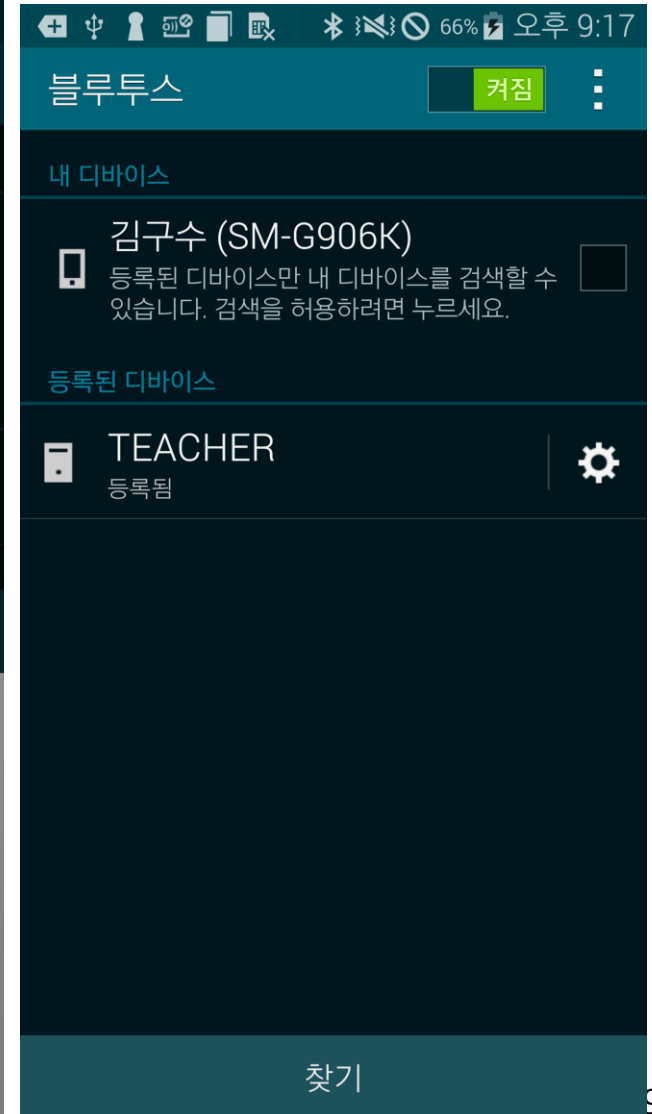 66% 오후 9:17
블루투스 켜짐
내 디바이스
김구수 (SM-G906K)
등록된 디바이스만 내 디바이스를 검색할 수
있습니다. 검색을 허용하려면 누르세요.
등록된 디바이스
TEACHER
등록됨
찾기